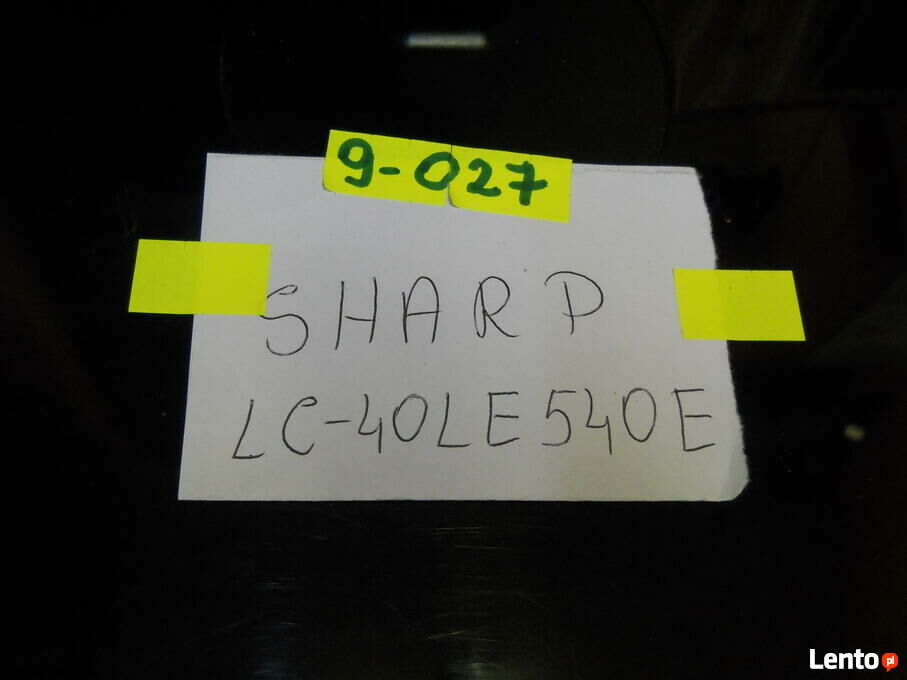 9-027
SHARP
LC-40LE540E
Lento pl